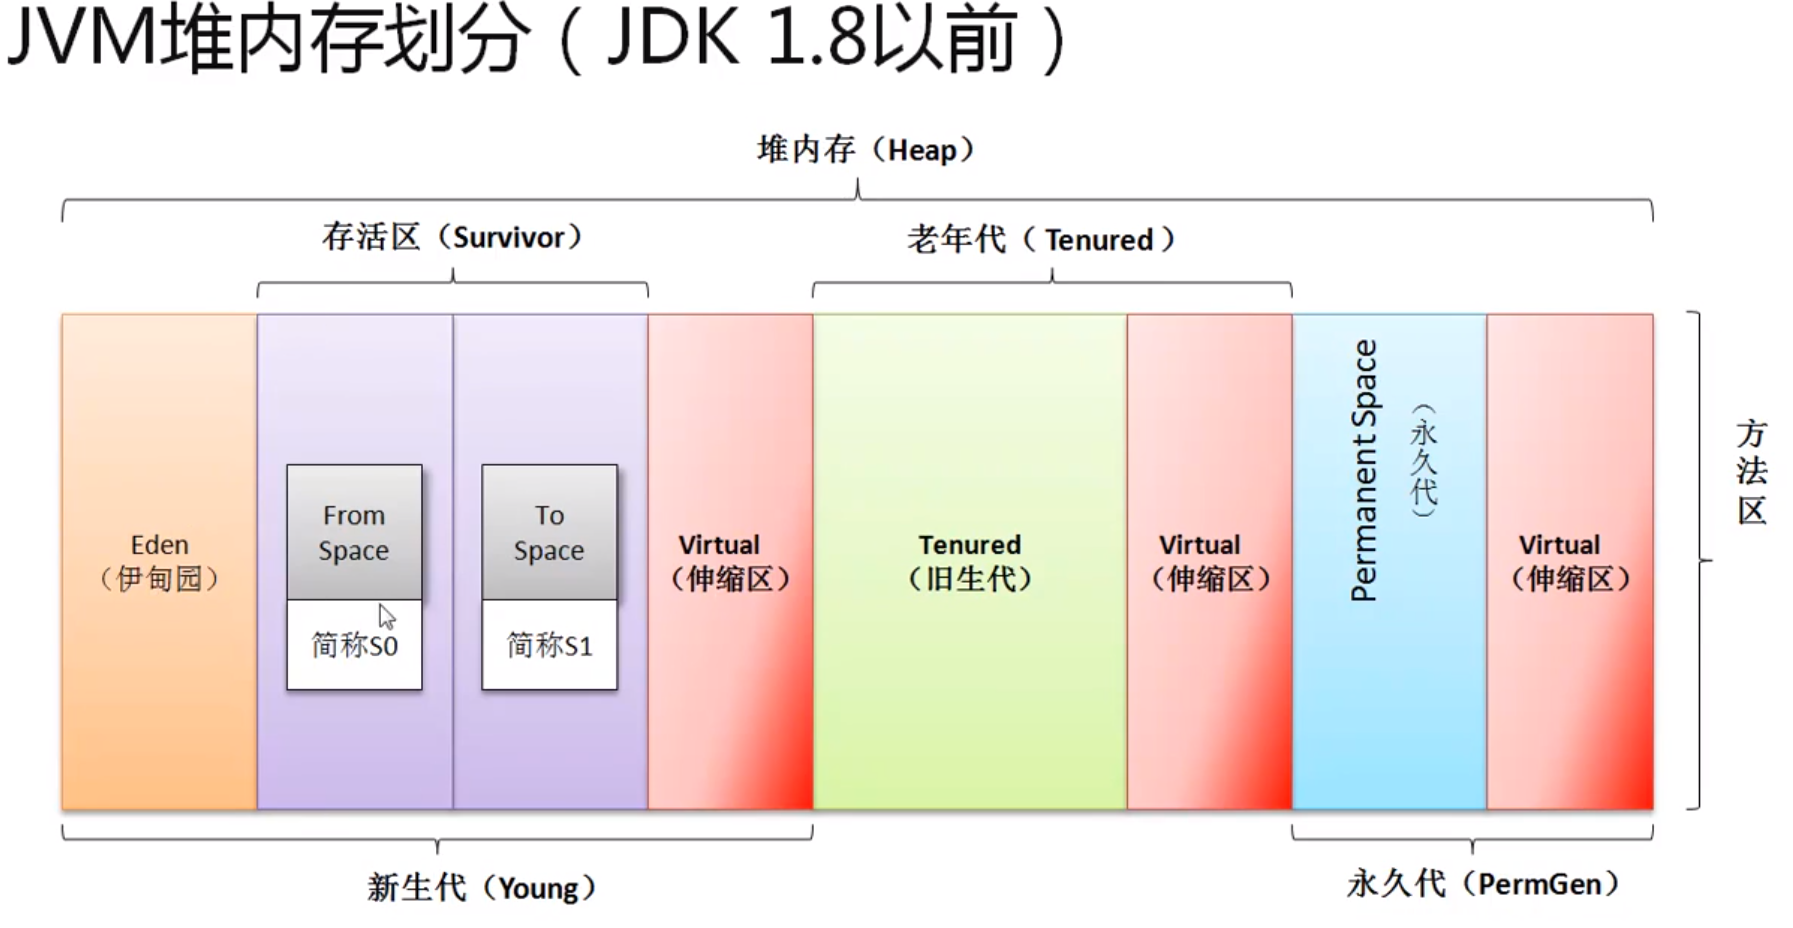 JVM堆内存划分（JDK 1.8以前）
堆内存（Heap）
存活区（Survivor）
老年代（ Tenured ）
Eden
（伊甸园）
From
Space
简称S0
To
Space
简称S1
Virtual
（伸缩区）
Tenured
（旧生代）
Virtual
（伸缩区）
Permanent Space
（永久代）
Virtual
（伸缩区）
方法区
新生代（Young）
永久代（PermGen）